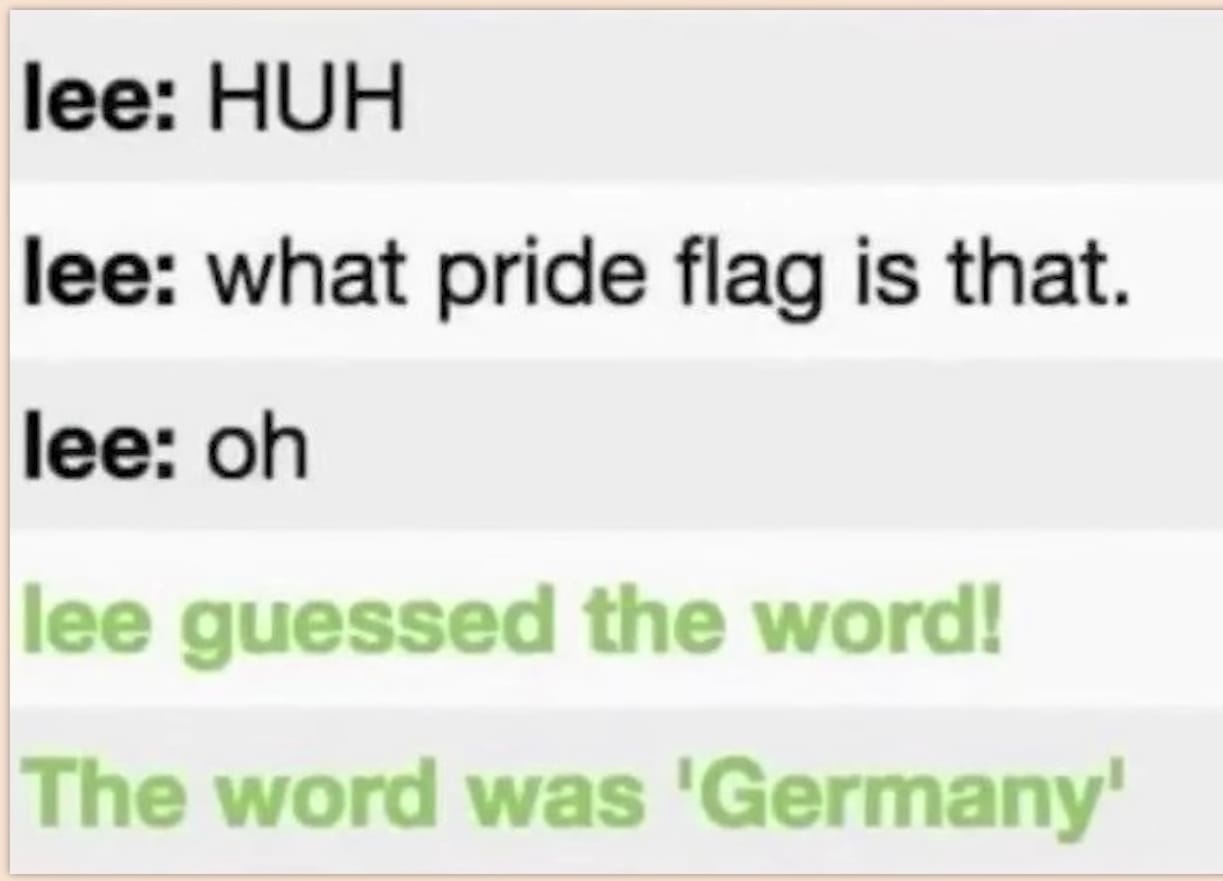 lee: HUH
lee: what pride flag is that.
lee: oh
lee guessed the word!
The word was 'Germany'